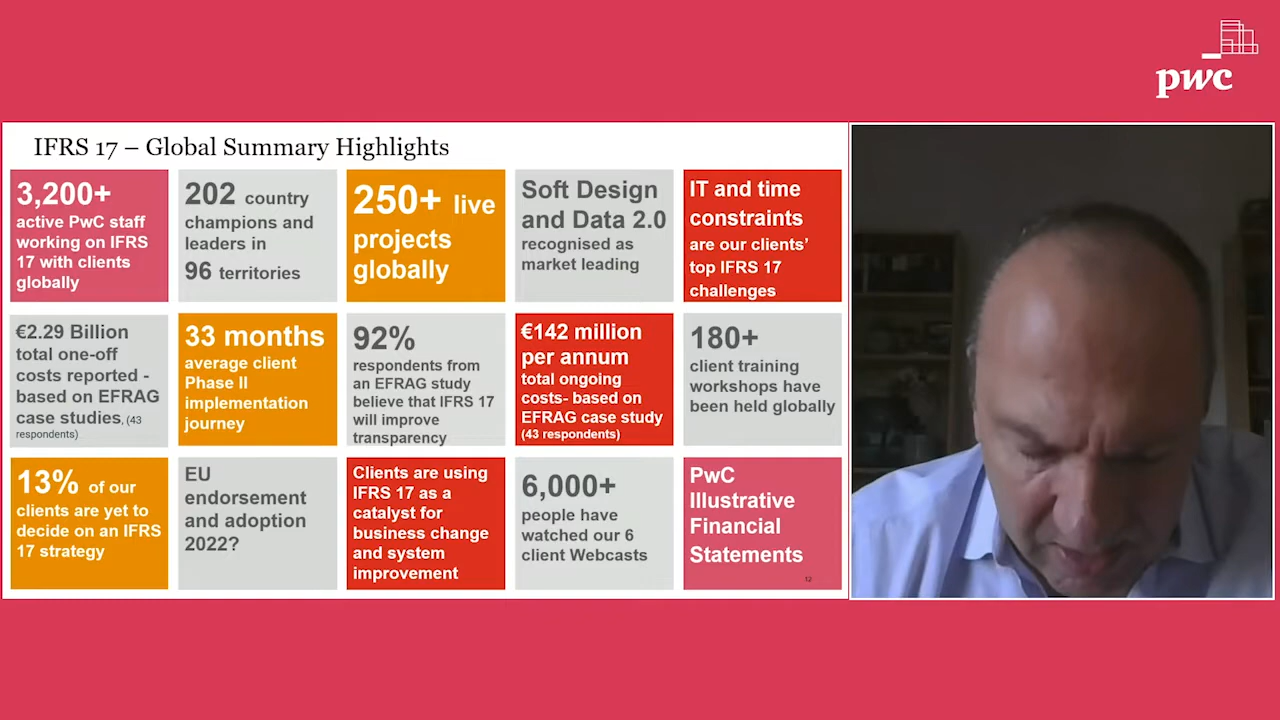 pwc
IFRS 17 – Global Summary Highlights
3,200+
active PwC staff
working on IFRS
17 with clients
globally
202 country
champions and
leaders in
96 territories
250+ live
projects
globally
Soft Design
and Data 2.0
recognised as
market leading
IT and time
constraints
are our clients’
top IFRS 17
challenges
€2.29 Billion
total one-off
costs reported -
based on EFRAG
case studies, (43
respondents)
33 months
average client
Phase II
implementation
journey
92%
respondents from
an EFRAG study
believe that IFRS 17
will improve
transparency
€142 million
per annum
total ongoing
costs- based on
EFRAG case study
(43 respondents)
180+
client training
workshops have
been held globally
13% of our
clients are yet to
decide on an IFRS
17 strategy
EU
endorsement
and adoption
2022?
Clients are using
IFRS 17 as a
catalyst for
business change
and system
improvement
6,000+
people have
watched our 6
client Webcasts
PwC
Illustrative
Financial
Statements
12